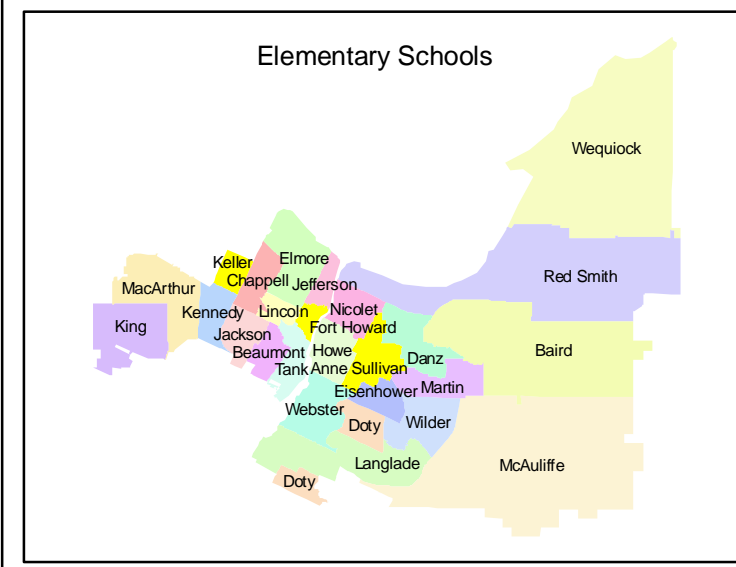 Elementary Schools
Wequiock
Keller
Elmore
Chappell
Jefferson
Red Smith
MacArthur
Kennedy
Lincoln
Nicolet
King
Fort Howard
Jackson
Beaumont
Howe
Danz
Baird
Tank
Anne Sullivan
Martin
Eisenhower
Webster
Doty
Wilder
Langlade
McAuliffe
Doty